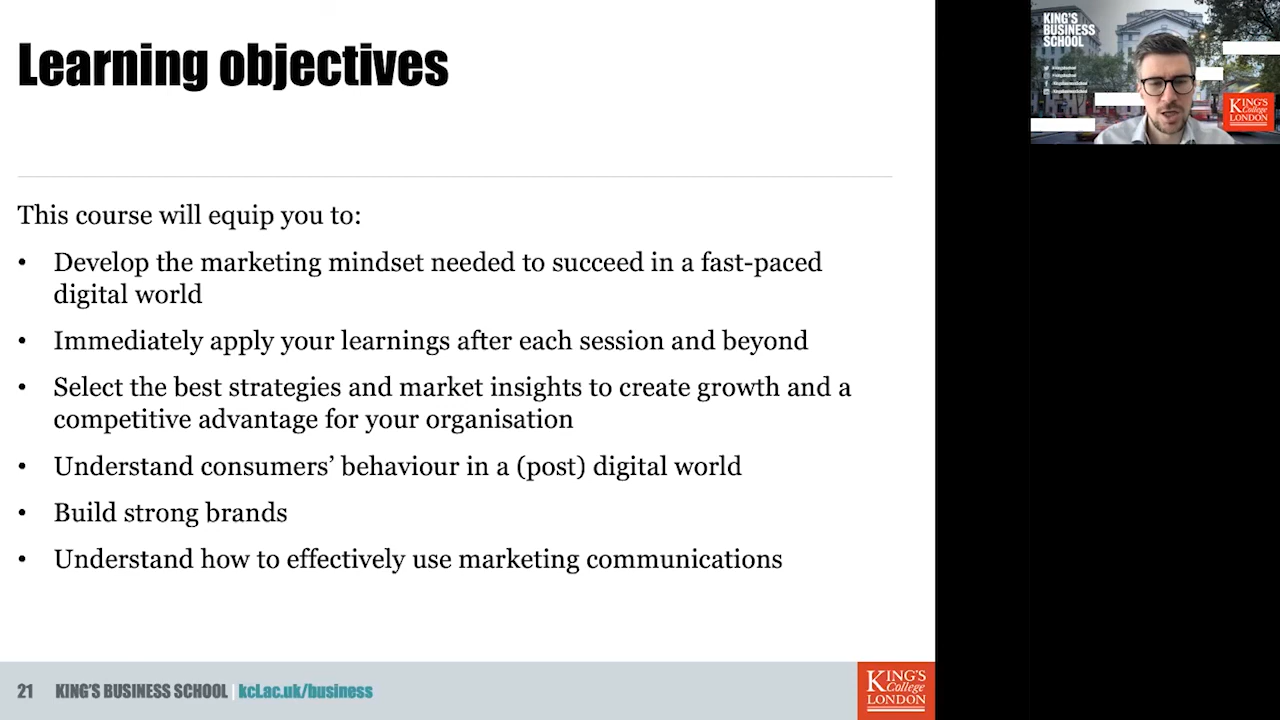 Learning objectives
This course will equip you to:
• Develop the marketing mindset needed to succeed in a fast-paced
digital world
• Immediately apply your learnings after each session and beyond
• Select the best strategies and market insights to create growth and a
competitive advantage for your organisation
• Understand consumers’ behaviour in a (post) digital world
• Build strong brands
• Understand how to effectively use marketing communications
21 KING'S BUSINESS SCHOOL | kcl.ac.uk/business
KING'S
College
LONDON
KING'S
BUSINESS
SCHOOL
KING'S
College
LONDON